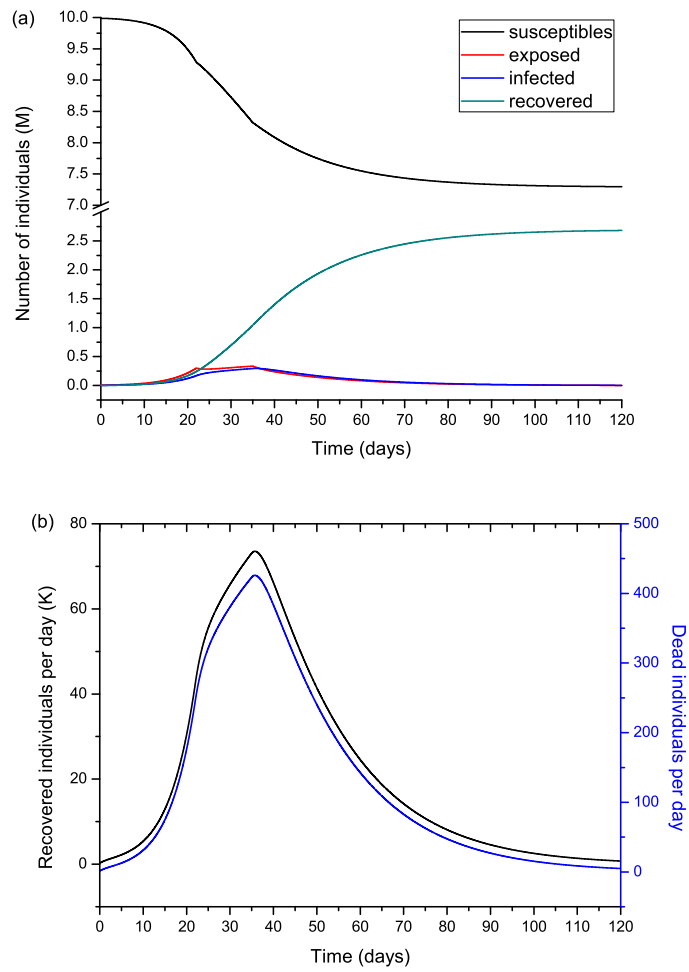 (a)
10.0
9.5
9.0
8.5
8.0
7.5
7.0
2.5
2.0
1.5
1.0
0.5
0.0
Number of individuals (M)
susceptibles
exposed
infected
recovered
0 10 20 30 40 50 60 70 80 90 100 110 120
Time (days)
(b)
80
60
40
20
0
Recovered individuals per day (K)
500
400
300
200
100
0
Dead individuals per day
0 10 20 30 40 50 60 70 80 90 100 110 120
Time (days)